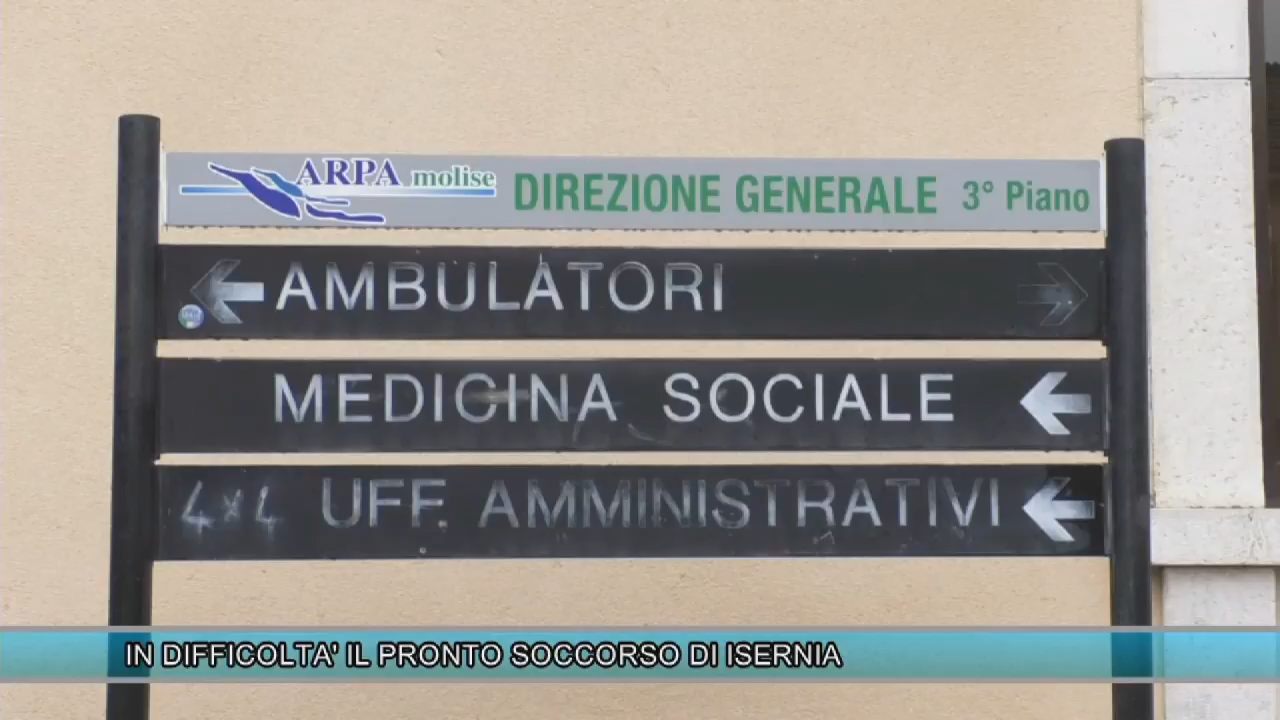 ARPA molise DIREZIONE GENERALE 3° Piano
AMBULATORI
MEDICINA SOCIALE
4x4 UFF. AMMINISTRATIVI
IN DIFFICOLTA' IL PRONTO SOCCORSO DI ISERNIA